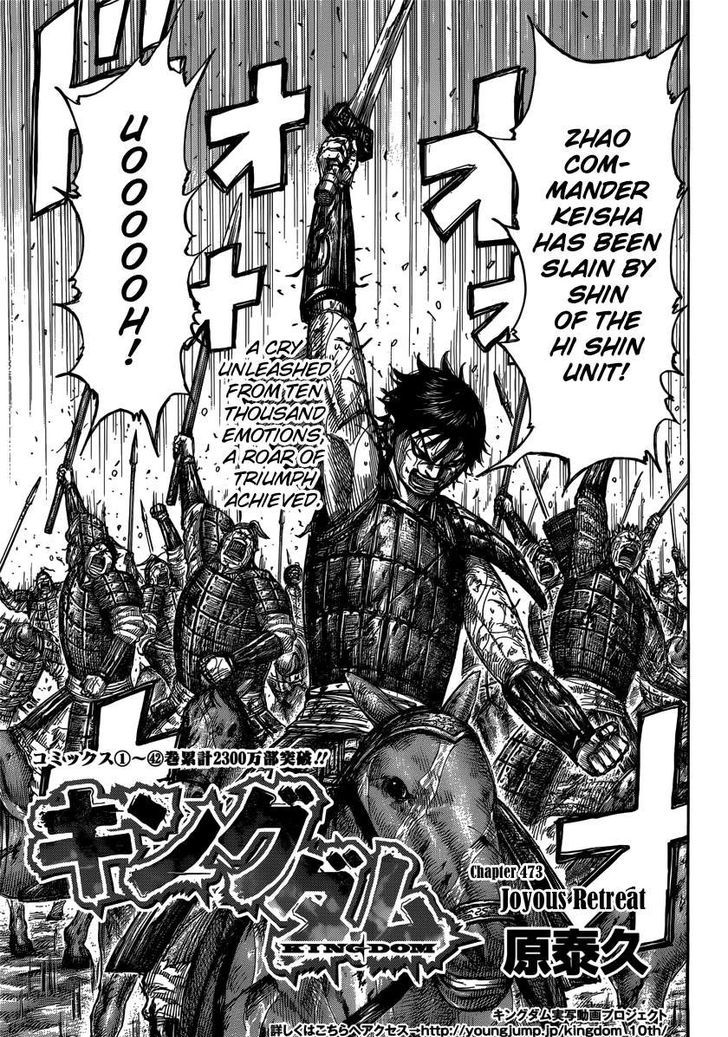 ZHAO
COM-
MANDER
KEISHA
HAS BEEN
SLAIN BY
SHIN
OF THE
HI SHIN
UNIT!
UOOOOOOH!
A CRY
UNLEASHED
FROM TEN
THOUSAND
EMOTIONS,
A ROAR OF
TRIUMPH
ACHIEVED.
ドオオオオオ
コミックス①〜㊷巻累計2300万部突破!!
キングダム
KINGDOM
Chapter 473
Joyous Retreat
原泰久
キングダム実写動画プロジェクト
詳しくはこちらへアクセス→http://youngjump.jp/kingdom_10th/